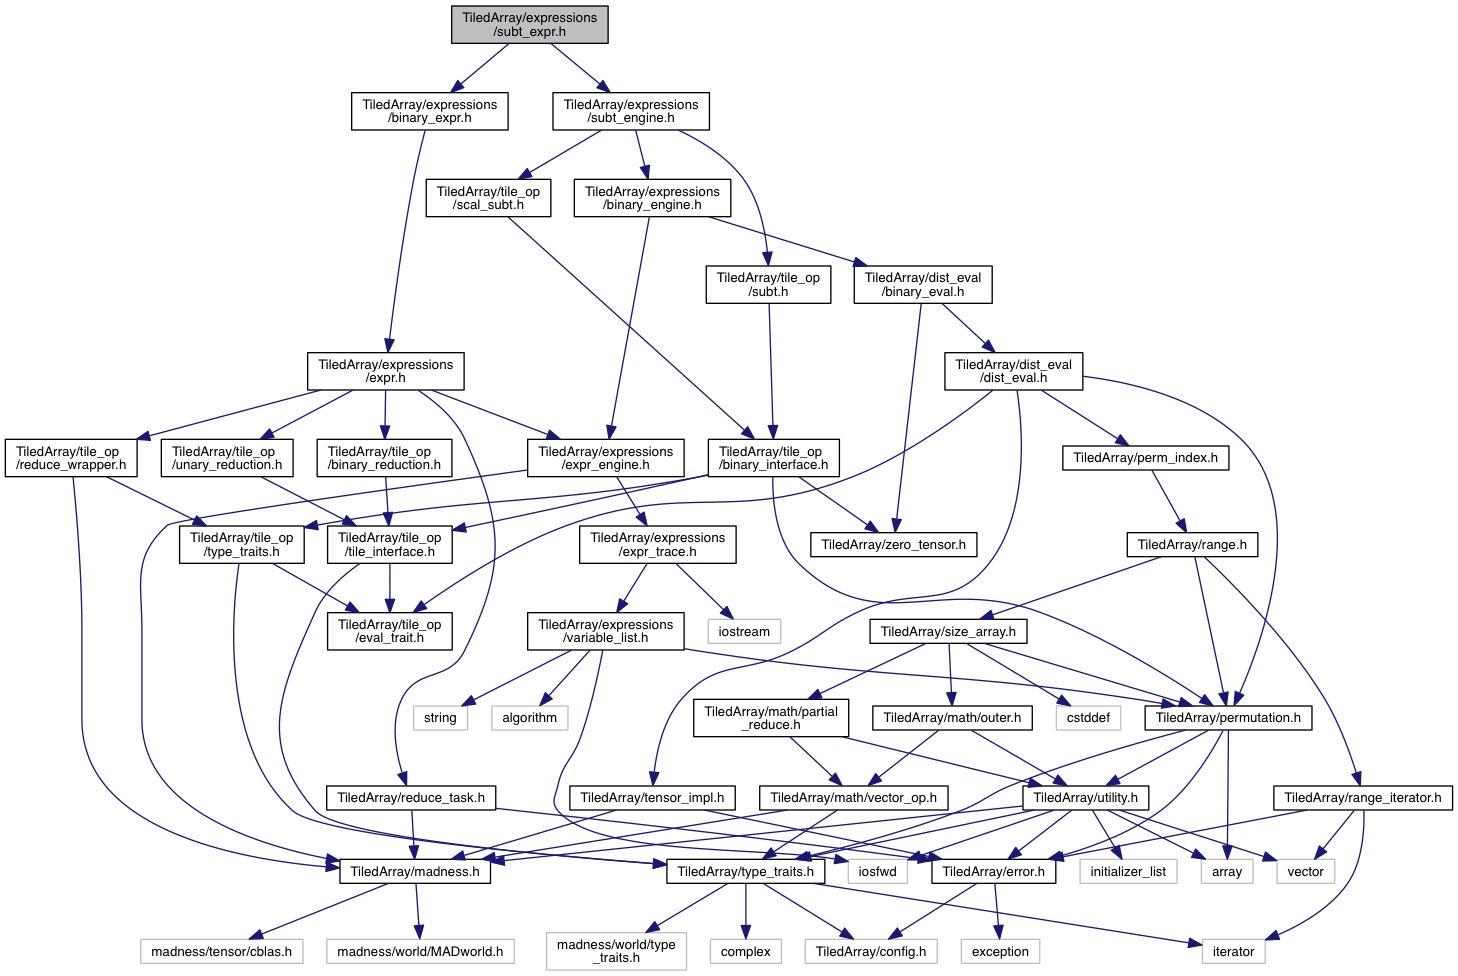 TiledArray/expressions
/subt_expr.h
TiledArray/expressions
/binary_expr.h
TiledArray/expressions
/subt_engine.h
TiledArray/tile_op
/scal_subt.h
TiledArray/expressions
/binary_engine.h
TiledArray/tile_op
/subt.h
TiledArray/dist_eval
/binary_eval.h
TiledArray/expressions
/expr.h
TiledArray/dist_eval
/dist_eval.h
TiledArray/tile_op
/reduce_wrapper.h
TiledArray/tile_op
/unary_reduction.h
TiledArray/tile_op
/binary_reduction.h
TiledArray/expressions
/expr_engine.h
TiledArray/tile_op
/binary_interface.h
TiledArray/perm_index.h
TiledArray/tile_op
/type_traits.h
TiledArray/tile_op
/tile_interface.h
TiledArray/expressions
/expr_trace.h
TiledArray/zero_tensor.h
TiledArray/range.h
TiledArray/tile_op
/eval_trait.h
TiledArray/expressions
/variable_list.h
iostream
TiledArray/size_array.h
string
algorithm
TiledArray/math/partial
_reduce.h
TiledArray/math/outer.h
cstddef
TiledArray/permutation.h
TiledArray/reduce_task.h
TiledArray/tensor_impl.h
TiledArray/math/vector_op.h
TiledArray/utility.h
TiledArray/range_iterator.h
TiledArray/madness.h
TiledArray/type_traits.h
iosfwd
TiledArray/error.h
initializer_list
array
vector
madness/tensor/cblas.h
madness/world/MADworld.h
madness/world/type
_traits.h
complex
TiledArray/config.h
exception
iterator